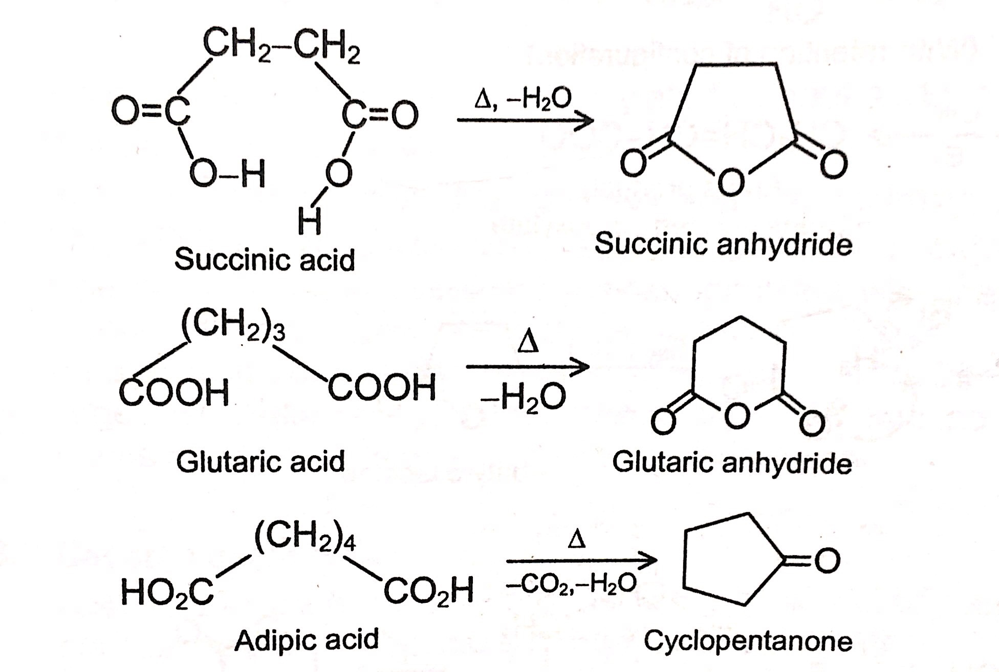 CH₂–CH₂
O=C C=O
Δ, –H₂O
O–H O
H
O O
O
Succinic acid
Succinic anhydride
(CH₂)₃
COOH COOH
Δ
–H₂O
O O O
Glutaric acid
Glutaric anhydride
(CH₂)₄
HO₂C CO₂H
Δ
–CO₂,–H₂O
=O
Adipic acid
Cyclopentanone